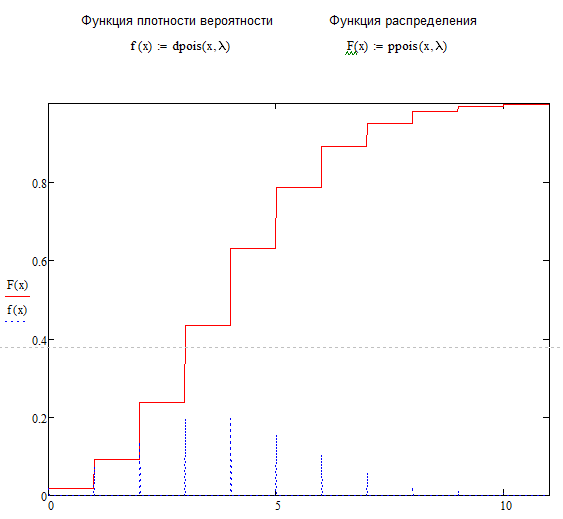 Функция плотности вероятности Функция распределения
f(x) := dpois(x, λ) F(x) := ppois(x, λ)
0.8
0.6
F(x)
f(x)
0.4
0.2
0
0 5 10